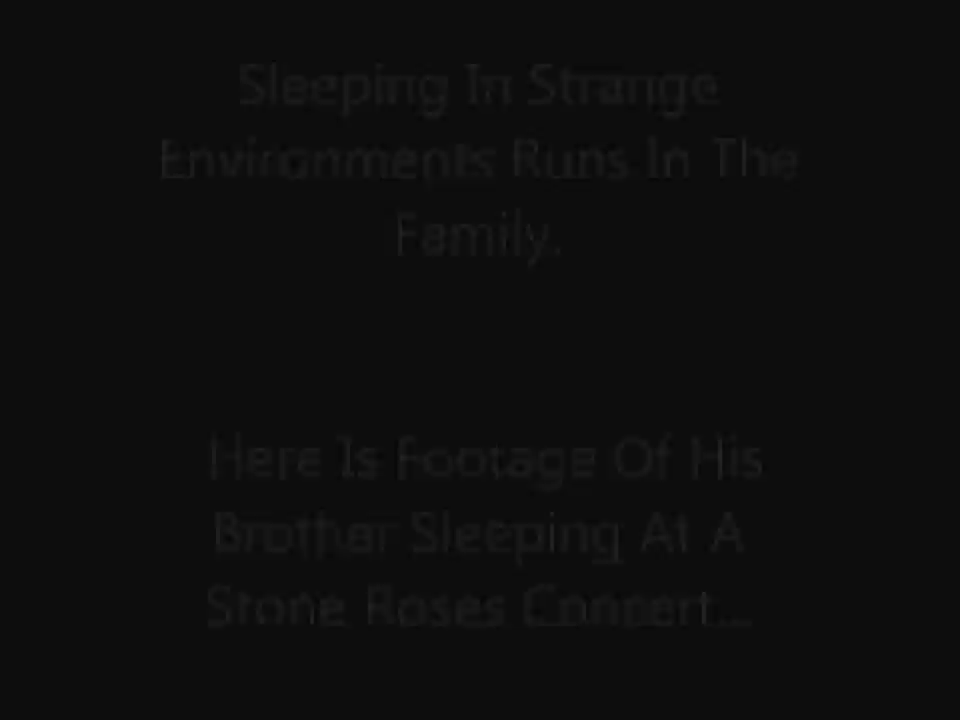 Sleeping In Strange
Environments Runs In The
Family.
Here Is Footage Of His
Brother Sleeping At A
Stone Roses Concert...